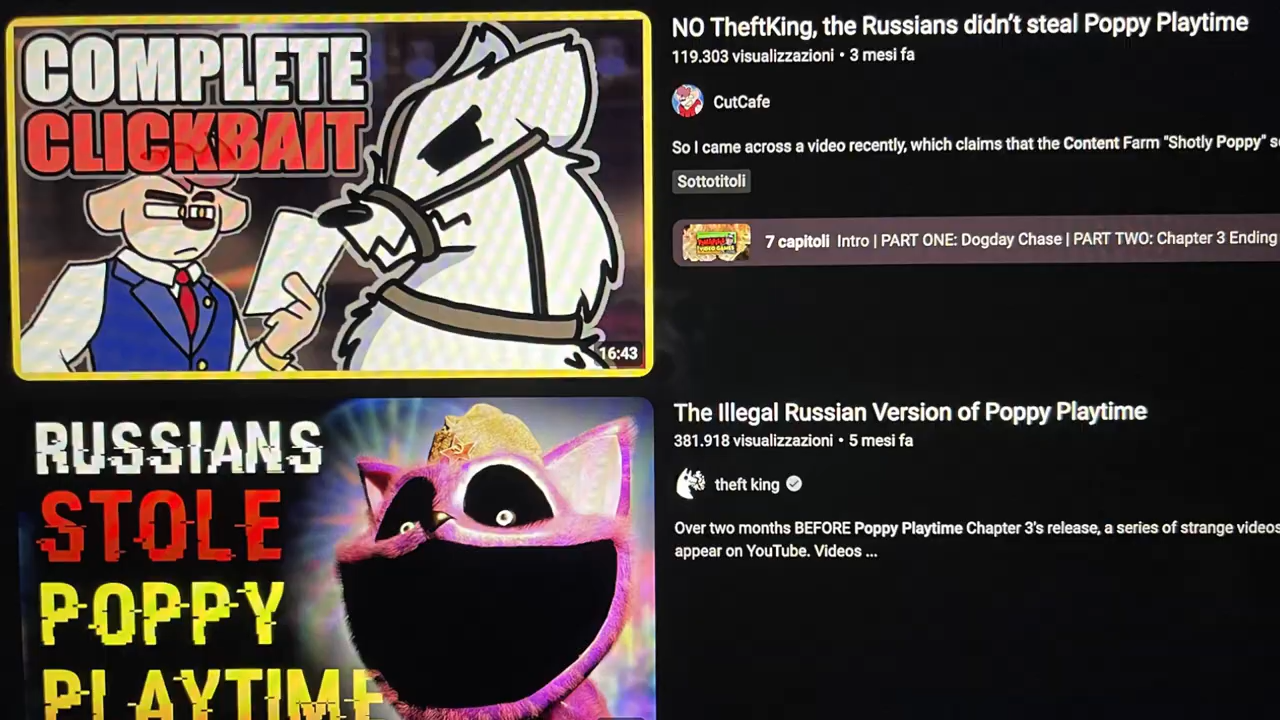 COMPLETE
CLICKBAIT
16:43
NO TheftKing, the Russians didn’t steal Poppy Playtime
119.303 visualizzazioni • 3 mesi fa
CutCafe
So I came across a video recently, which claims that the Content Farm "Shotly Poppy"
Sottotitoli
7 capitoli Intro | PART ONE: Dogday Chase | PART TWO: Chapter 3 Ending
RUSSIANS
STOLE
POPPY
PLAYTIME
The Illegal Russian Version of Poppy Playtime
381.918 visualizzazioni • 5 mesi fa
theft king
Over two months BEFORE Poppy Playtime Chapter 3's release, a series of strange videos
appear on YouTube. Videos ...